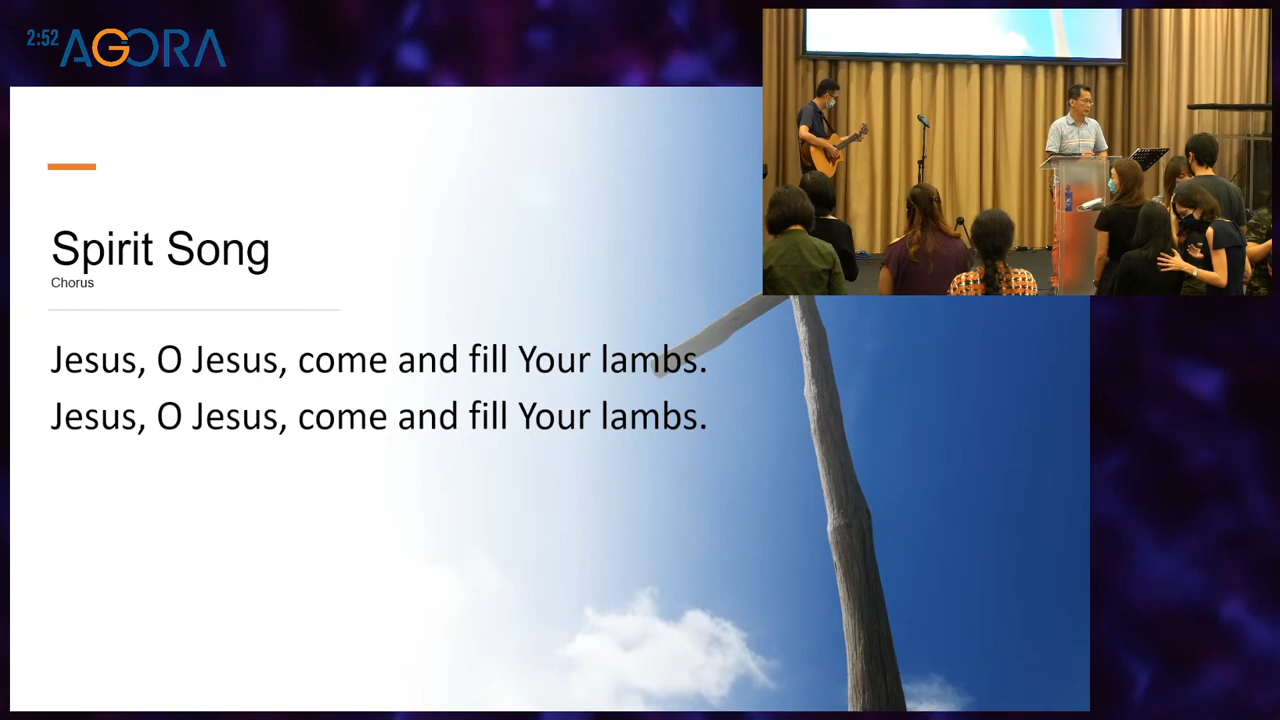 2:52 AGORA
Spirit Song
Chorus
Jesus, O Jesus, come and fill Your lambs.
Jesus, O Jesus, come and fill Your lambs.